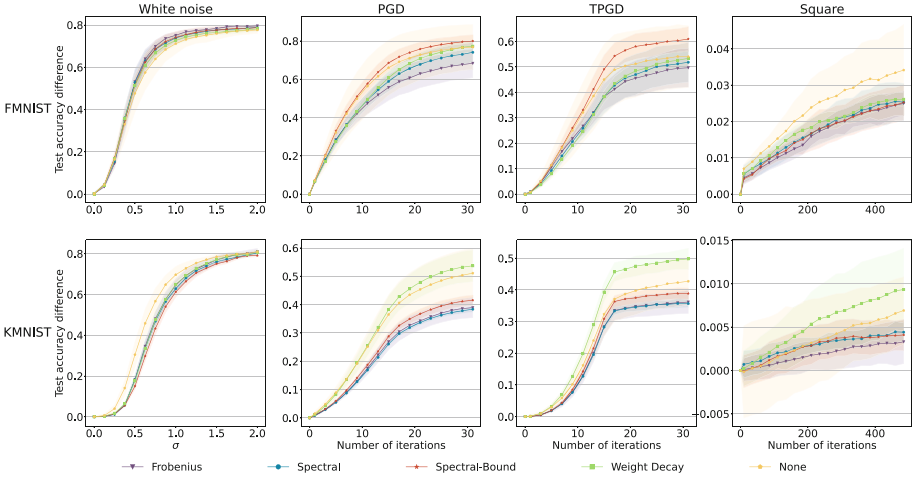 White noise PGD TPGD Square
FMNIST
Test accuracy difference
0.8
0.6
0.4
0.2
0.0
0.0 0.5 1.0 1.5 2.0
0.8
0.6
0.4
0.2
0.0
0 10 20 30
0.6
0.5
0.4
0.3
0.2
0.1
0.0
0 10 20 30
0.04
0.03
0.02
0.01
0.00
0 200 400
KMNIST
Test accuracy difference
0.8
0.6
0.4
0.2
0.0
0.0 0.5 1.0 1.5 2.0
σ
0.6
0.5
0.4
0.3
0.2
0.1
0.0
0 10 20 30
Number of iterations
0.5
0.4
0.3
0.2
0.1
0.0
0 10 20 30
Number of iterations
0.015
0.010
0.005
0.000
−0.005
0 200 400
Number of iterations
Frobenius Spectral Spectral-Bound Weight Decay None